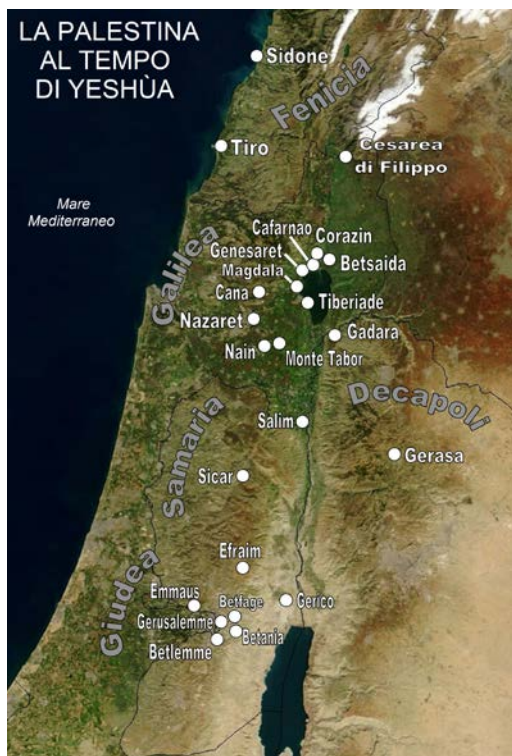 LA PALESTINA
AL TEMPO
DI YESHÙA
Sidone
Fenicia
Tiro
Cesarea
di Filippo
Mare
Mediterraneo
Cafarnao
Corazin
Genesaret
Betsaida
Magdala
Galilea
Cana
Tiberiade
Nazaret
Gadara
Nain
Monte Tabor
Decapoli
Salim
Samaria
Gerasa
Sicar
Efraim
Emmaus
Betfage
Gerico
Giudea
Gerusalemme
Betania
Betlemme